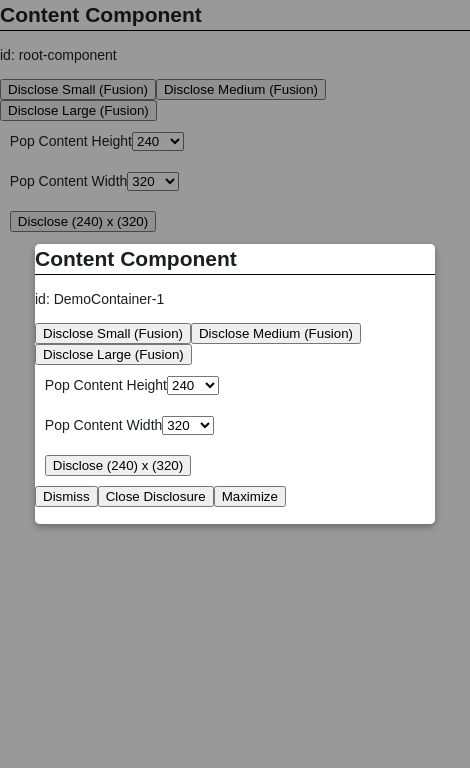 Content Component
id: root-component
Disclose Small (Fusion) Disclose Medium (Fusion)
Disclose Large (Fusion)
Pop Content Height 240
Pop Content Width 320
Disclose (240) x (320)
Content Component
id: DemoContainer-1
Disclose Small (Fusion) Disclose Medium (Fusion)
Disclose Large (Fusion)
Pop Content Height 240
Pop Content Width 320
Disclose (240) x (320)
Dismiss Close Disclosure Maximize